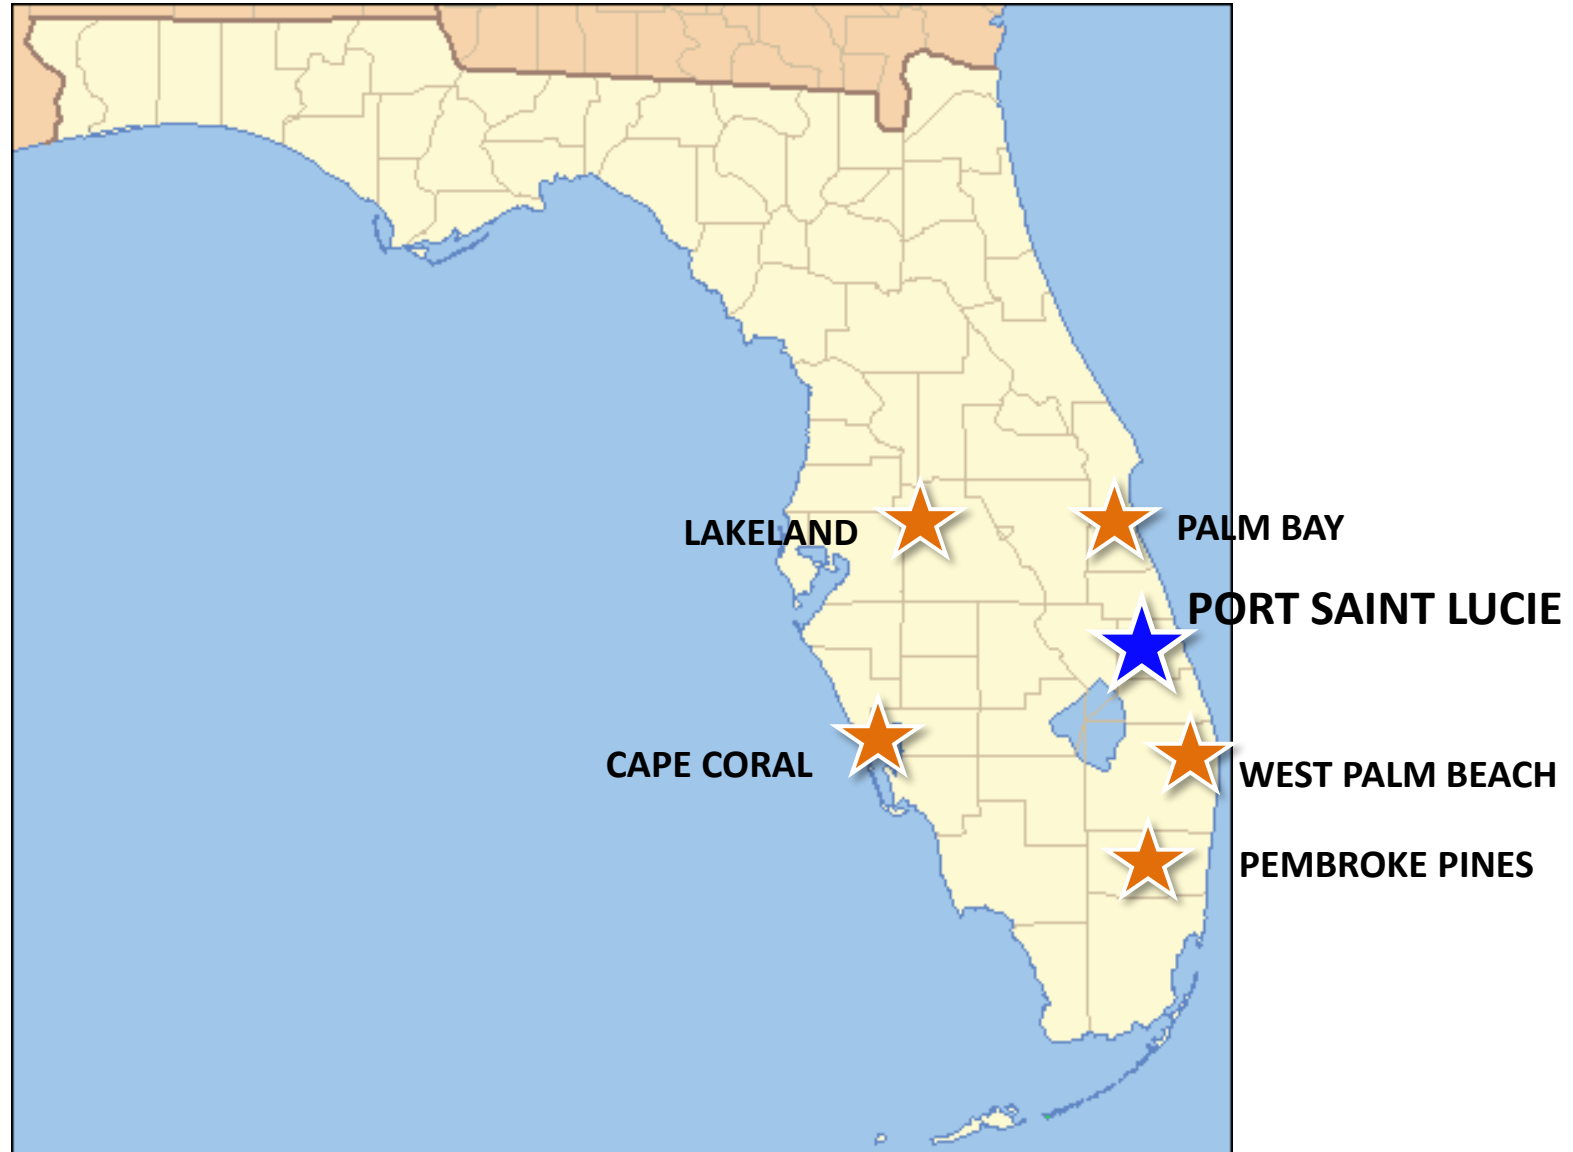 LAKELAND
PALM BAY
PORT SAINT LUCIE
CAPE CORAL
WEST PALM BEACH
PEMBROKE PINES